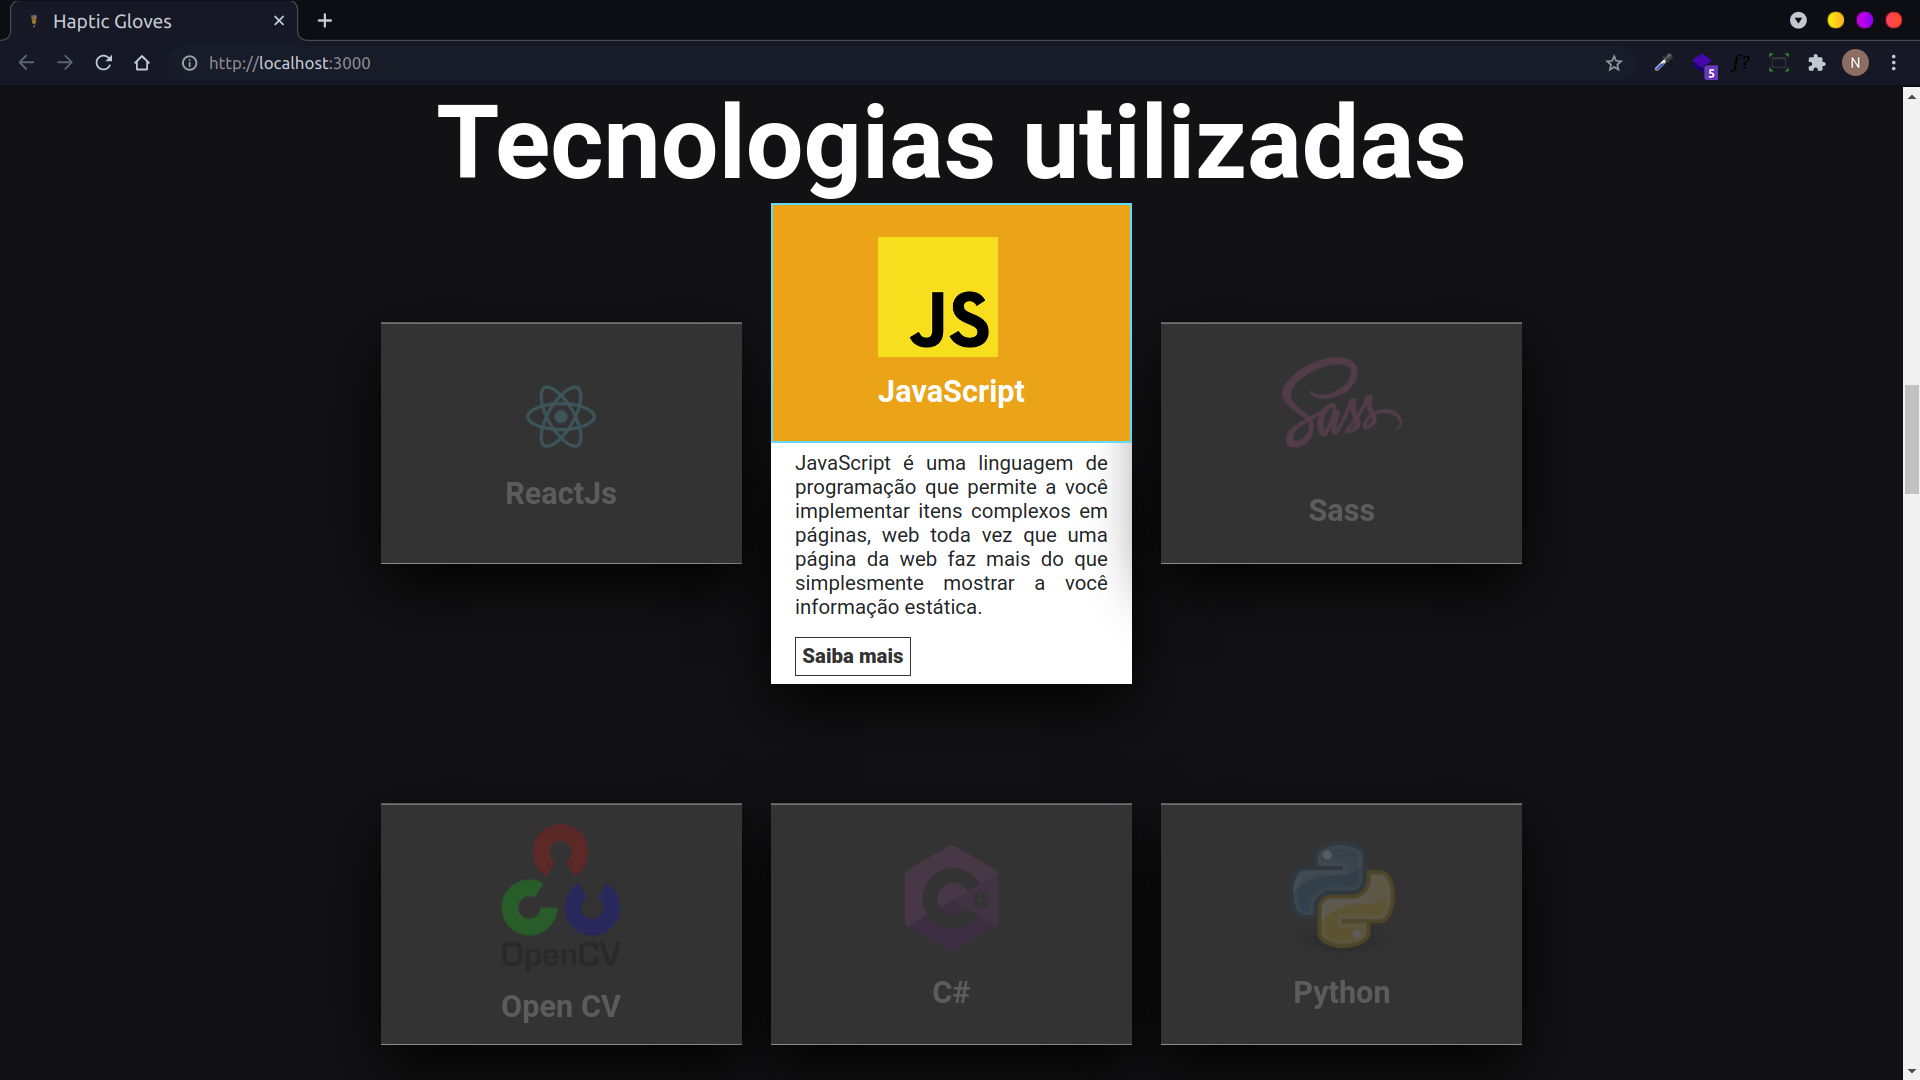 Haptic Gloves
http://localhost:3000
5
ƒ?
N
Tecnologias utilizadas
JS
JavaScript
JavaScript é uma linguagem de
programação que permite a você
implementar itens complexos em
páginas, web toda vez que uma
página da web faz mais do que
simplesmente mostrar a você
informação estática.
Saiba mais
ReactJs
Sass
Sass
OpenCV
Open CV
C#
C#
Python